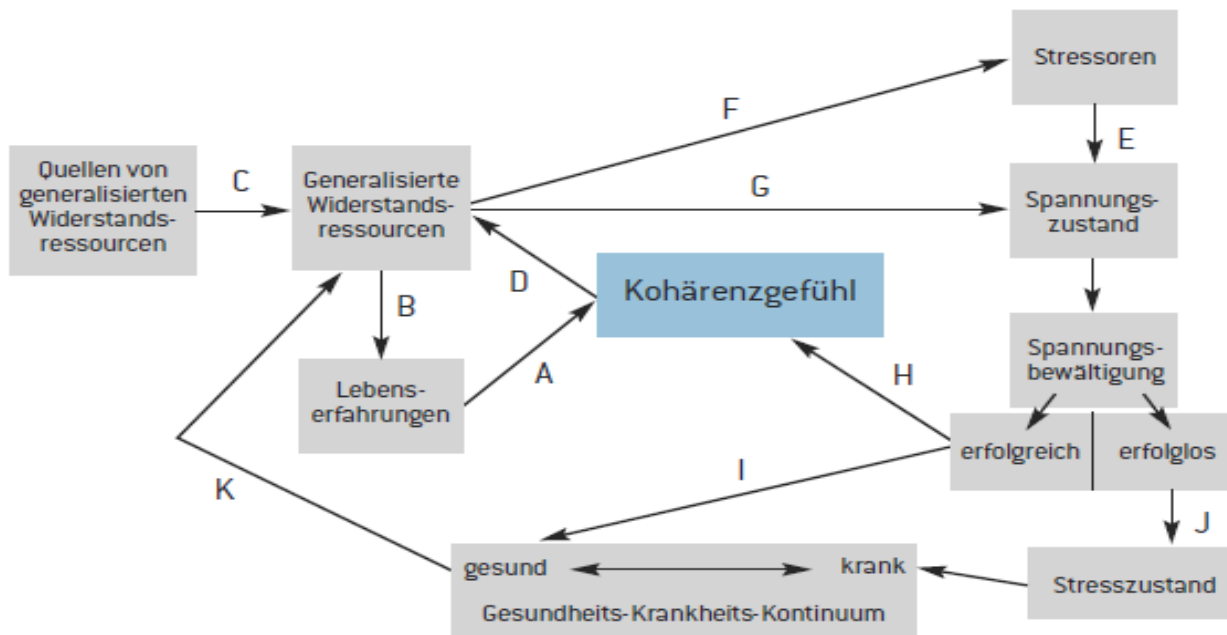 Stressoren
F
E
Quellen von
generalisierten
Widerstands-
ressourcen
C
Generalisierte
Widerstands-
ressourcen
G
Spannungs-
zustand
D
Kohärenzgefühl
B
A
Lebens-
erfahrungen
H
Spannungs-
bewältigung
erfolgreich
erfolglos
I
K
J
gesund
krank
Gesundheits-Krankheits-Kontinuum
Stresszustand